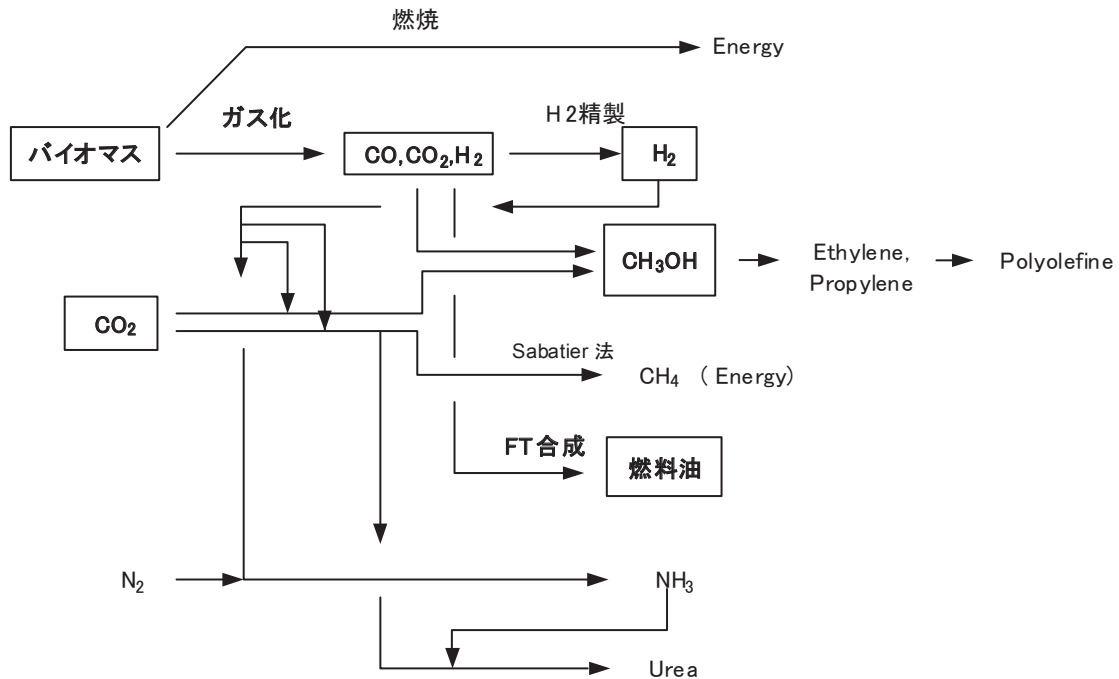 燃焼
Energy
ガス化
H2精製
バイオマス
CO,CO₂,H₂
H₂
CH₃OH
Ethylene,
Propylene
Polyolefine
CO₂
Sabatier 法
CH₄ （ Energy）
FT合成
燃料油
N₂
NH₃
Urea